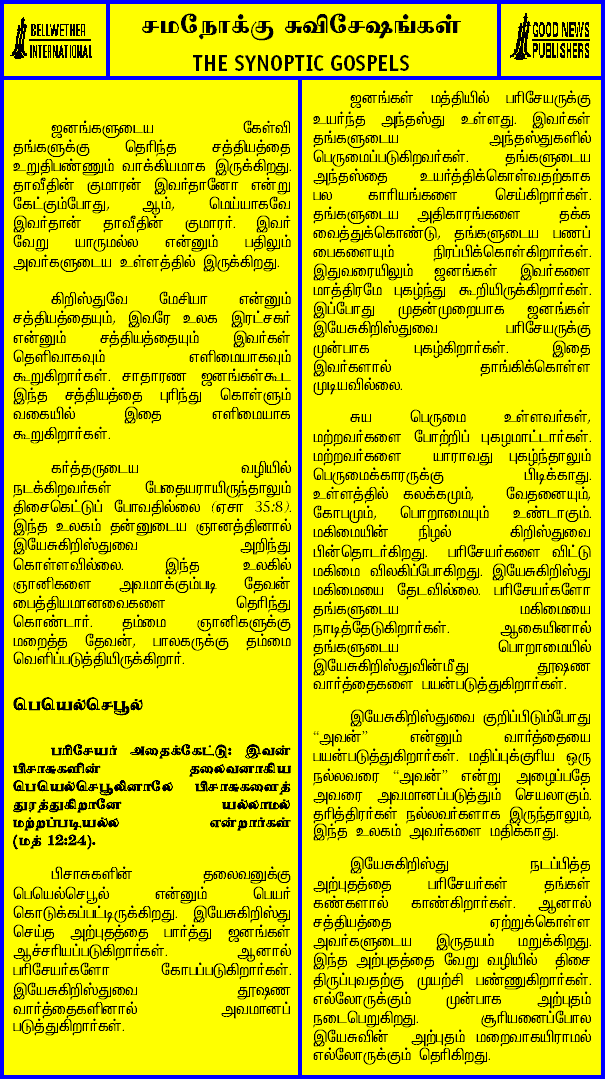 BELLWETHER
INTERNATIONAL
சமநோக்கு சுவிசேஷங்கள்
THE SYNOPTIC GOSPELS
GOOD NEWS
PUBLISHERS
ஜனங்களுடைய கேள்வி
தங்களுக்கு தெரிந்த சத்தியத்தை
உறுதிபண்ணும் வாக்கியமாக இருக்கிறது.
தாவீதின் குமாரன் இவர்தானோ என்று
கேட்கும்போது, ஆம், மெய்யாகவே
இவர்தான் தாவீதின் குமாரர். இவர்
வேறு யாருமல்ல என்னும் பதிலும்
அவர்களுடைய உள்ளத்தில் இருக்கிறது.
கிறிஸ்துவே மேசியா என்னும்
சத்தியத்தையும், இவரே உலக இரட்சகர்
என்னும் சத்தியத்தையும் இவர்கள்
தெளிவாகவும் எளிமையாகவும்
கூறுகிறார்கள். சாதாரண ஜனங்கள்கூட
இந்த சத்தியத்தை புரிந்து கொள்ளும்
வகையில் இதை எளிமையாக
கூறுகிறார்கள்.
கர்த்தருடைய வழியில்
நடக்கிறவர்கள் பேதையராயிருந்தாலும்
திசைகெட்டுப் போவதில்லை (ஏசா 35:8).
இந்த உலகம் தன்னுடைய ஞானத்தினால்
இயேசுகிறிஸ்துவை அறிந்து
கொள்ளவில்லை. இந்த உலகில்
ஞானிகளை அவமாக்கும்படி தேவன்
பைத்தியமானவைகளை தெரிந்து
கொண்டார். தம்மை ஞானிகளுக்கு
மறைத்த தேவன், பாலகருக்கு தம்மை
வெளிப்படுத்தியிருக்கிறார்.
பெயெல்செபூல்
பரிசேயர் அதைக்கேட்டு: இவன்
பிசாசுகளின் தலைவனாகிய
பெயெல்செபூலினாலே பிசாசுகளைத்
துரத்துகிறானே யல்லாமல்
மற்றப்படியல்ல என்றார்கள்
(மத் 12:24).
பிசாசுகளின் தலைவனுக்கு
பெயெல்செபூல் என்னும் பெயர்
கொடுக்கப்பட்டிருக்கிறது. இயேசுகிறிஸ்து
செய்த அற்புதத்தை பார்த்து ஜனங்கள்
ஆச்சரியப்படுகிறார்கள். ஆனால்
பரிசேயர்களோ கோபப்படுகிறார்கள்.
இயேசுகிறிஸ்துவை தூஷண
வார்த்தைகளினால் அவமானப்
படுத்துகிறார்கள்.
ஜனங்கள் மத்தியில் பரிசேயருக்கு
உயர்ந்த அந்தஸ்து உள்ளது. இவர்கள்
தங்களுடைய அந்தஸ்துகளில்
பெருமைப்படுகிறவர்கள். தங்களுடைய
அந்தஸ்தை உயர்த்திக்கொள்வதற்காக
பல காரியங்களை செய்கிறார்கள்.
தங்களுடைய அதிகாரங்களை தக்க
வைத்துக்கொண்டு, தங்களுடைய பணப்
பைகளையும் நிரப்பிக்கொள்கிறார்கள்.
இதுவரையிலும் ஜனங்கள் இவர்களை
மாத்திரமே புகழ்ந்து கூறியிருக்கிறார்கள்.
இப்போது முதன்முறையாக ஜனங்கள்
இயேசுகிறிஸ்துவை பரிசேயருக்கு
முன்பாக புகழ்கிறார்கள். இதை
இவர்களால் தாங்கிக்கொள்ள
முடியவில்லை.
சுய பெருமை உள்ளவர்கள்,
மற்றவர்களை போற்றிப் புகழமாட்டார்கள்.
மற்றவர்களை யாராவது புகழ்ந்தாலும்
பெருமைக்காரருக்கு பிடிக்காது.
உள்ளத்தில் கலக்கமும், வேதனையும்,
கோபமும், பொறாமையும் உண்டாகும்.
மகிமையின் நிழல் கிறிஸ்துவை
பின்தொடர்கிறது. பரிசேயர்களை விட்டு
மகிமை விலகிப்போகிறது. இயேசுகிறிஸ்து
மகிமையை தேடவில்லை. பரிசேயர்களோ
தங்களுடைய மகிமையை
நாடித்தேடுகிறார்கள். ஆகையினால்
தங்களுடைய பொறாமையில்
இயேசுகிறிஸ்துவின்மீது தூஷண
வார்த்தைகளை பயன்படுத்துகிறார்கள்.
இயேசுகிறிஸ்துவை குறிப்பிடும்போது
“அவன்” என்னும் வார்த்தையை
பயன்படுத்துகிறார்கள். மதிப்புக்குரிய ஒரு
நல்லவரை “அவன்” என்று அழைப்பதே
அவரை அவமானப்படுத்தும் செயலாகும்.
தரித்திரர்கள் நல்லவர்களாக இருந்தாலும்,
இந்த உலகம் அவர்களை மதிக்காது.
இயேசுகிறிஸ்து நடப்பித்த
அற்புதத்தை பரிசேயர்கள் தங்கள்
கண்களால் காண்கிறார்கள். ஆனால்
சத்தியத்தை ஏற்றுக்கொள்ள
அவர்களுடைய இருதயம் மறுக்கிறது.
இந்த அற்புதத்தை வேறு வழியில் திசை
திருப்புவதற்கு முயற்சி பண்ணுகிறார்கள்.
எல்லோருக்கும் முன்பாக அற்புதம்
நடைபெறுகிறது. சூரியனைப்போல
இயேசுவின் அற்புதம் மறைவாகயிராமல்
எல்லோருக்கும் தெரிகிறது.